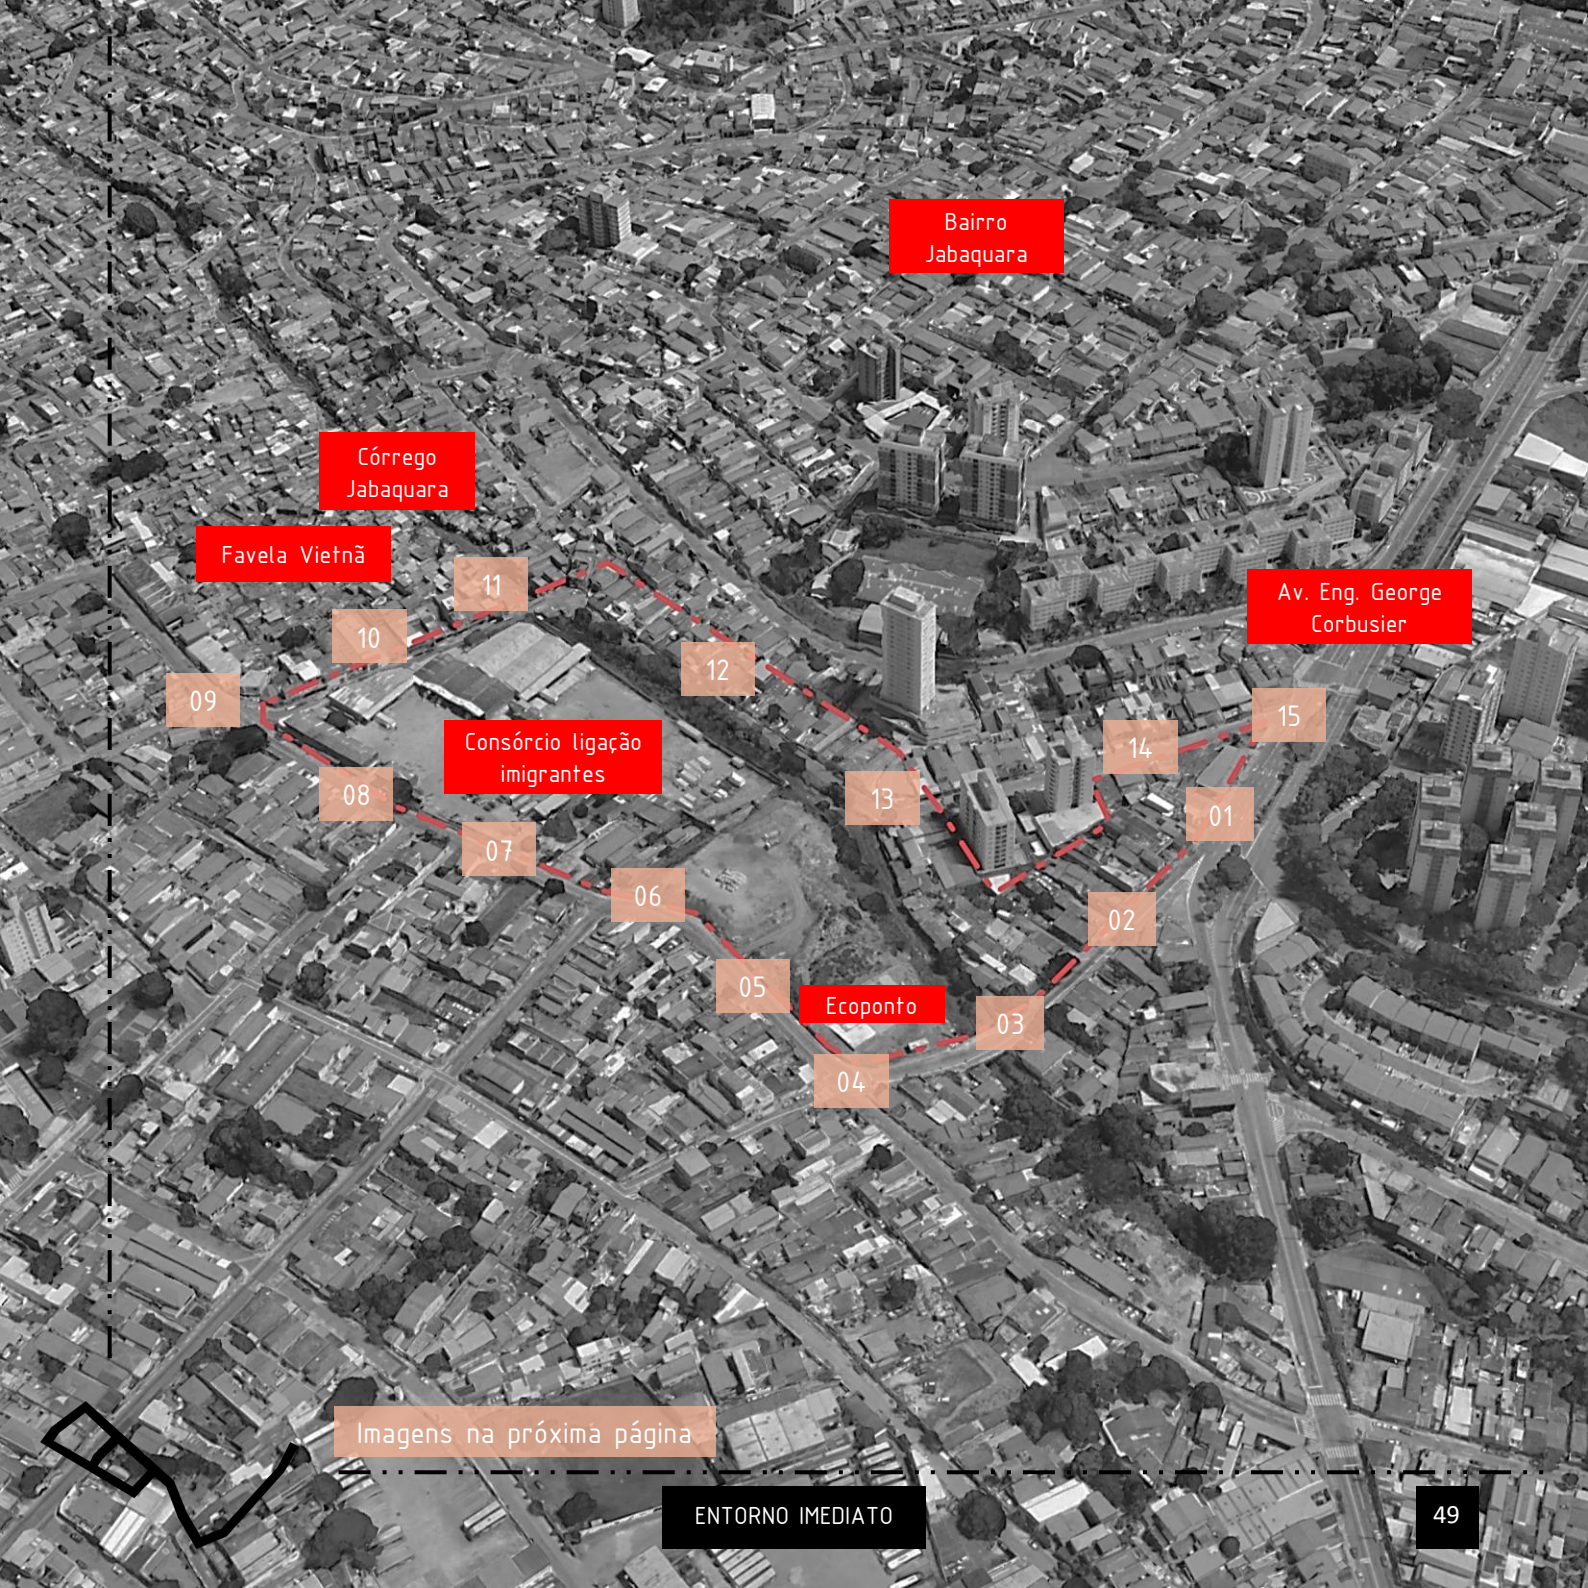 Bairro
Jabaquara
Córrego
Jabaquara
Favela Vietnã
11
10
Av. Eng. George
Corbusier
12
09
15
14
Consórcio ligação
imigrantes
13
08
01
07
06
02
05
Ecoponto
03
04
Imagens na próxima página
ENTORNO IMEDIATO
49